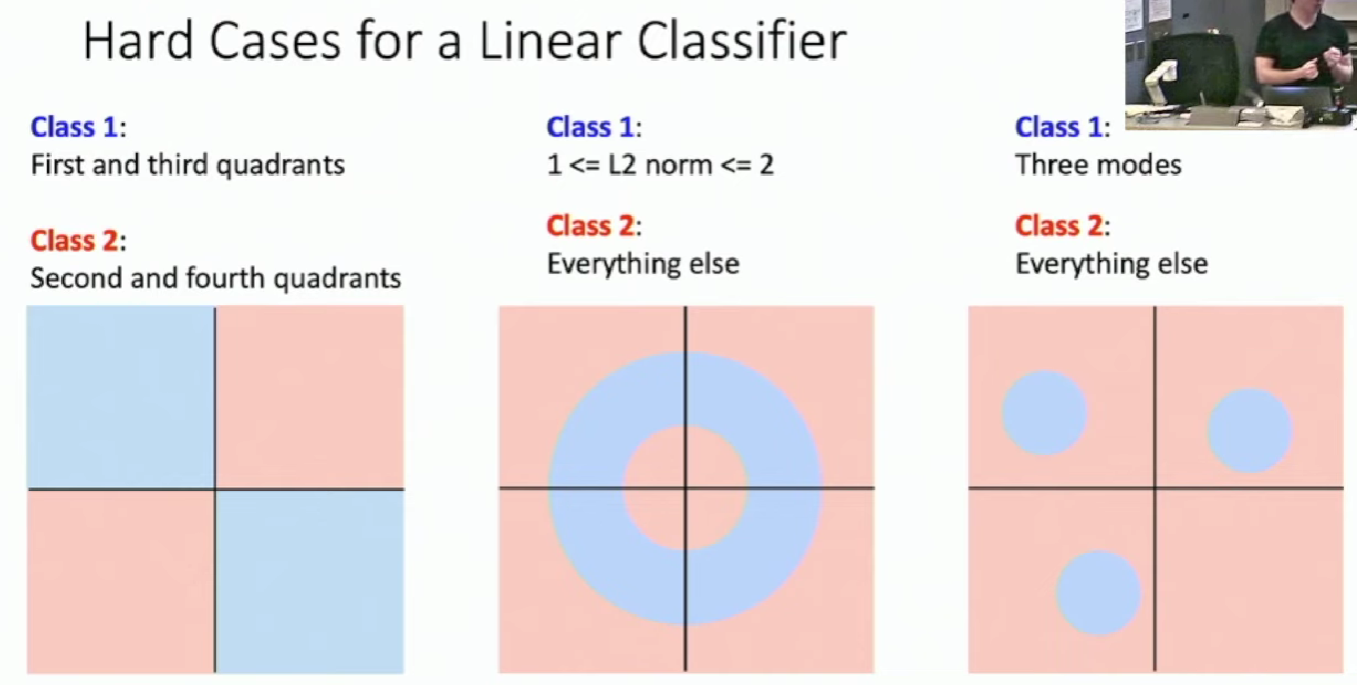 Hard Cases for a Linear Classifier
Class 1:
First and third quadrants
Class 2:
Second and fourth quadrants
Class 1:
1 <= L2 norm <= 2
Class 2:
Everything else
Class 1:
Three modes
Class 2:
Everything else